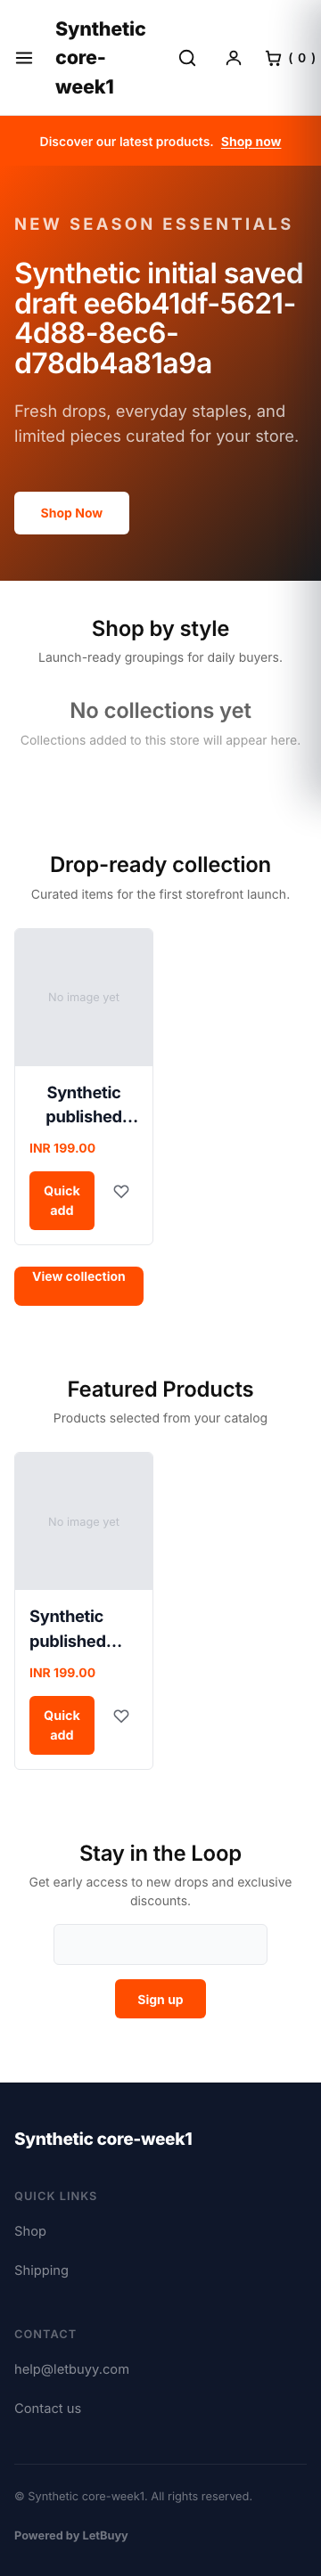 Synthetic
core-
week1
( 0 )
Discover our latest products. Shop now
NEW SEASON ESSENTIALS
Synthetic initial saved
draft ee6b41df-5621-
4d88-8ec6-
d78db4a81a9a
Fresh drops, everyday staples, and
limited pieces curated for your store.
Shop Now
Shop by style
Launch-ready groupings for daily buyers.
No collections yet
Collections added to this store will appear here.
Drop-ready collection
Curated items for the first storefront launch.
No image yet
Synthetic
published...
INR 199.00
Quick
add
View collection
Featured Products
Products selected from your catalog
No image yet
Synthetic
published...
INR 199.00
Quick
add
Stay in the Loop
Get early access to new drops and exclusive
discounts.
Sign up
Synthetic core-week1
QUICK LINKS
Shop
Shipping
CONTACT
help@letbuyy.com
Contact us
© Synthetic core-week1. All rights reserved.
Powered by LetBuyy